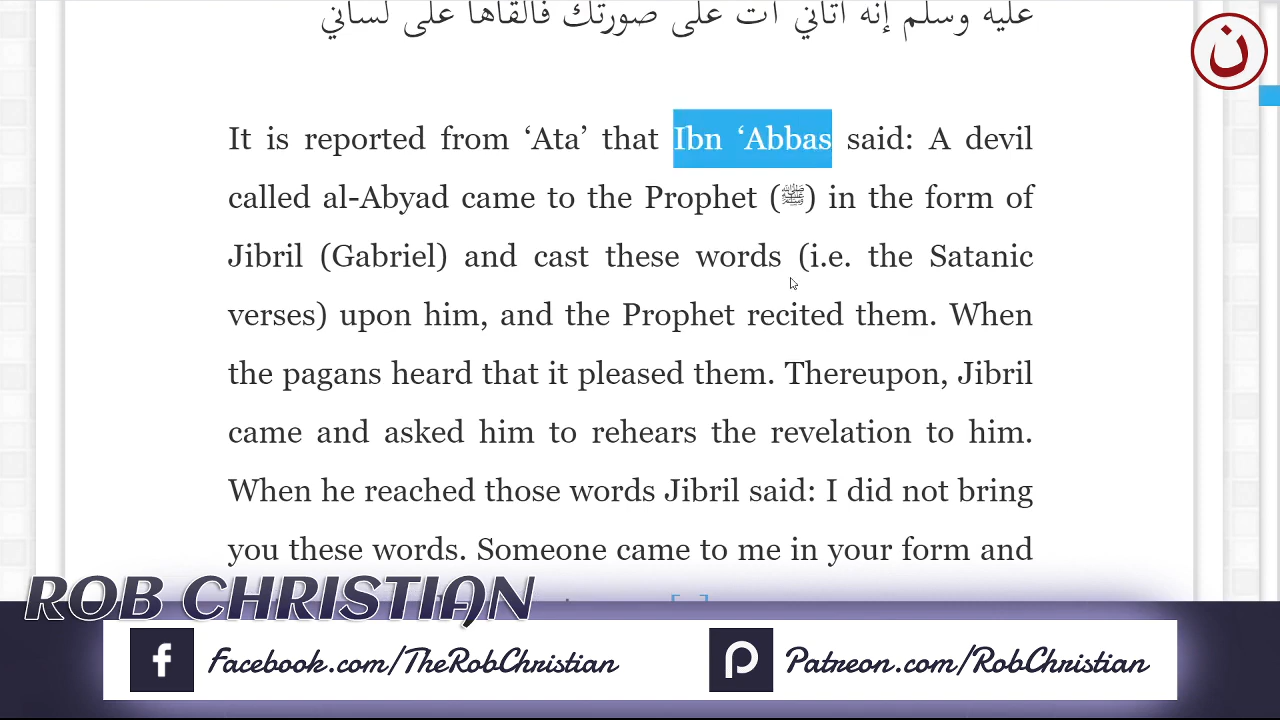 عليه وسلم إنه أتاني آت على صورتك فألقاها على لساني
ن
It is reported from ‘Ata’ that Ibn ‘Abbas said: A devil
called al-Abyad came to the Prophet (ﷺ) in the form of
Jibril (Gabriel) and cast these words (i.e. the Satanic
verses) upon him, and the Prophet recited them. When
the pagans heard that it pleased them. Thereupon, Jibril
came and asked him to rehears the revelation to him.
When he reached those words Jibril said: I did not bring
you these words. Someone came to me in your form and
ROB CHRISTIAN
Facebook.com/TheRobChristian
Patreon.com/RobChristian